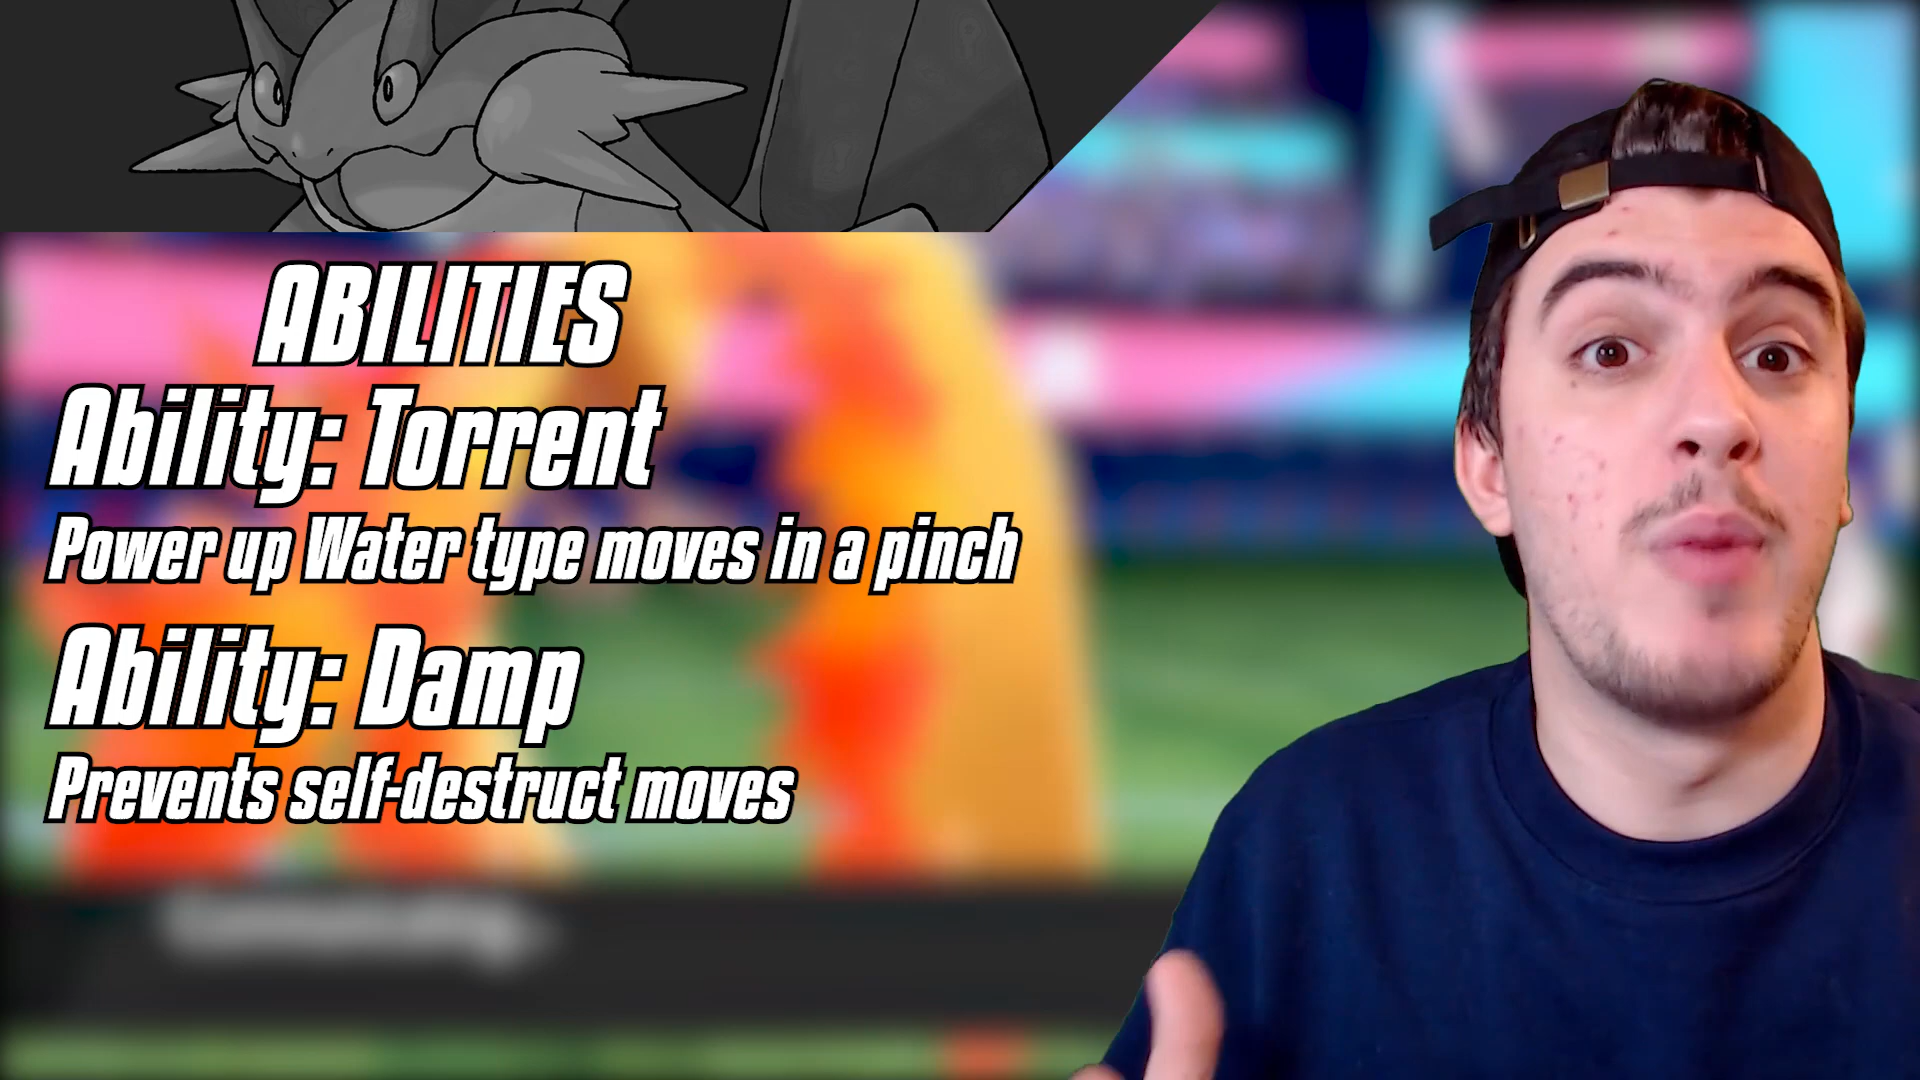 ABILITIES
Ability: Torrent
Power up Water type moves in a pinch
Ability: Damp
Prevents self-destruct moves